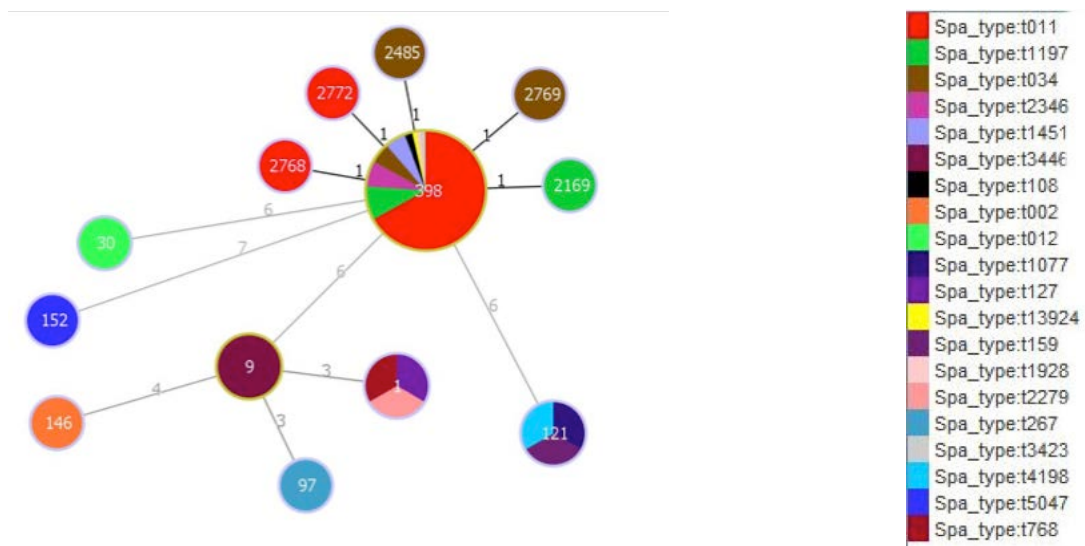 2485
2772
2769
1
1
1
2768
1
398
1
2169
6
30
7
6
152
6
9
3
1
4
146
3
121
97
Spa_type:t011
Spa_type:t1197
Spa_type:t034
Spa_type:t2346
Spa_type:t1451
Spa_type:t3446
Spa_type:t108
Spa_type:t002
Spa_type:t012
Spa_type:t1077
Spa_type:t127
Spa_type:t13924
Spa_type:t159
Spa_type:t1928
Spa_type:t2279
Spa_type:t267
Spa_type:t3423
Spa_type:t4198
Spa_type:t5047
Spa_type:t768